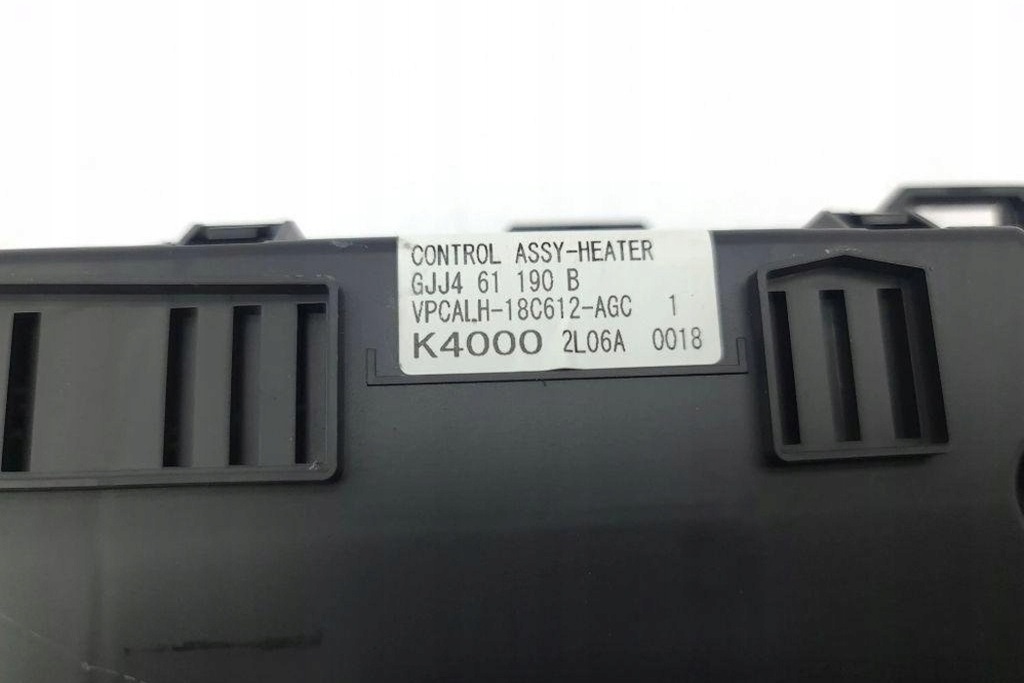 CONTROL ASSY-HEATER
GJJ4 61 190 B
VPCALH-18C612-AGC 1
K4000 2L06A 0018